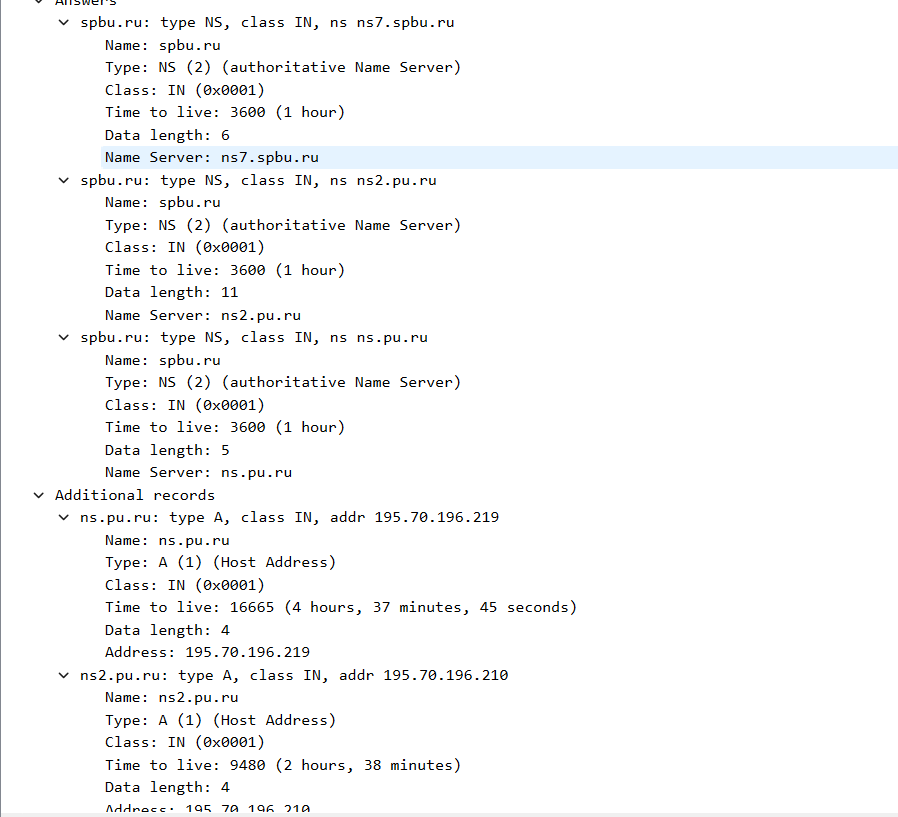 Answers
spbu.ru: type NS, class IN, ns ns7.spbu.ru
Name: spbu.ru
Type: NS (2) (authoritative Name Server)
Class: IN (0x0001)
Time to live: 3600 (1 hour)
Data length: 6
Name Server: ns7.spbu.ru
spbu.ru: type NS, class IN, ns ns2.pu.ru
Name: spbu.ru
Type: NS (2) (authoritative Name Server)
Class: IN (0x0001)
Time to live: 3600 (1 hour)
Data length: 11
Name Server: ns2.pu.ru
spbu.ru: type NS, class IN, ns ns.pu.ru
Name: spbu.ru
Type: NS (2) (authoritative Name Server)
Class: IN (0x0001)
Time to live: 3600 (1 hour)
Data length: 5
Name Server: ns.pu.ru
Additional records
ns.pu.ru: type A, class IN, addr 195.70.196.219
Name: ns.pu.ru
Type: A (1) (Host Address)
Class: IN (0x0001)
Time to live: 16665 (4 hours, 37 minutes, 45 seconds)
Data length: 4
Address: 195.70.196.219
ns2.pu.ru: type A, class IN, addr 195.70.196.210
Name: ns2.pu.ru
Type: A (1) (Host Address)
Class: IN (0x0001)
Time to live: 9480 (2 hours, 38 minutes)
Data length: 4
Address: 195.70.196.210